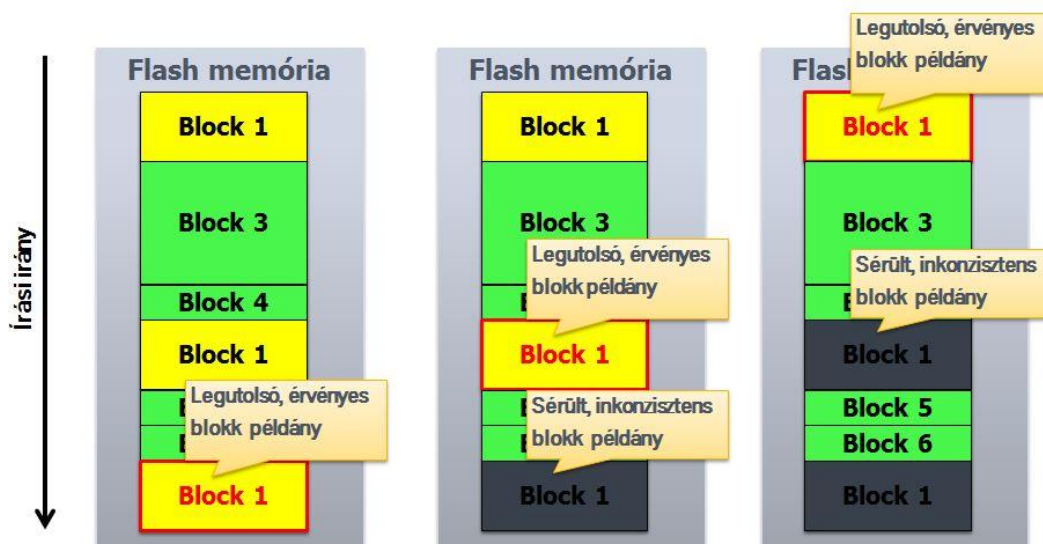 Írási irány
Flash memória
Block 1
Block 3
Block 4
Block 1
Legutolsó, érvényes
blokk példány
Block 1
Flash memória
Block 1
Block 3
Legutolsó, érvényes
blokk példány
Block 1
Sérült, inkonzisztens
blokk példány
Block 1
Legutolsó, érvényes
blokk példány
Flash
Block 1
Block 3
Sérült, inkonzisztens
blokk példány
Block 1
Block 5
Block 6
Block 1